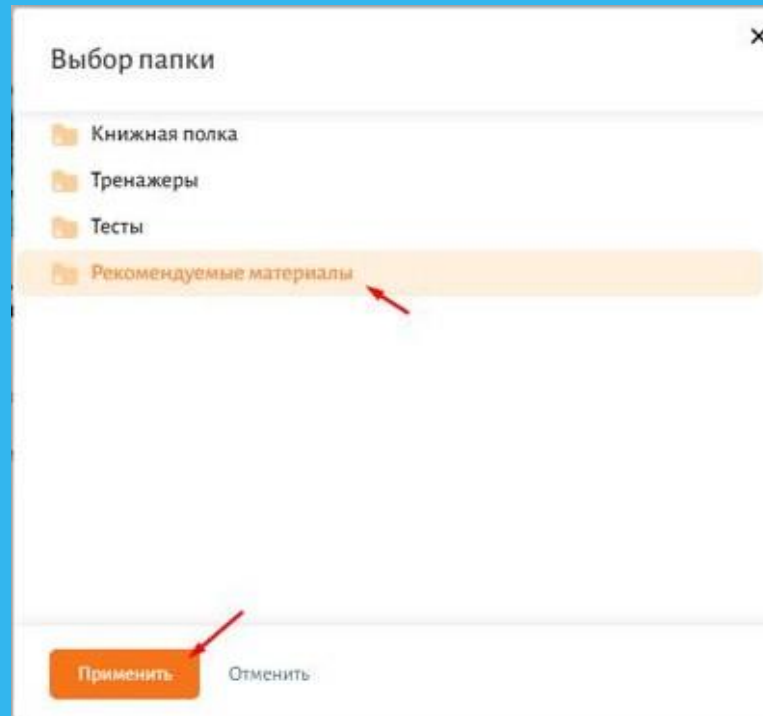 Выбор папки
Книжная полка
Тренажеры
Тесты
Рекомендуемые материалы
Применить
Отменить